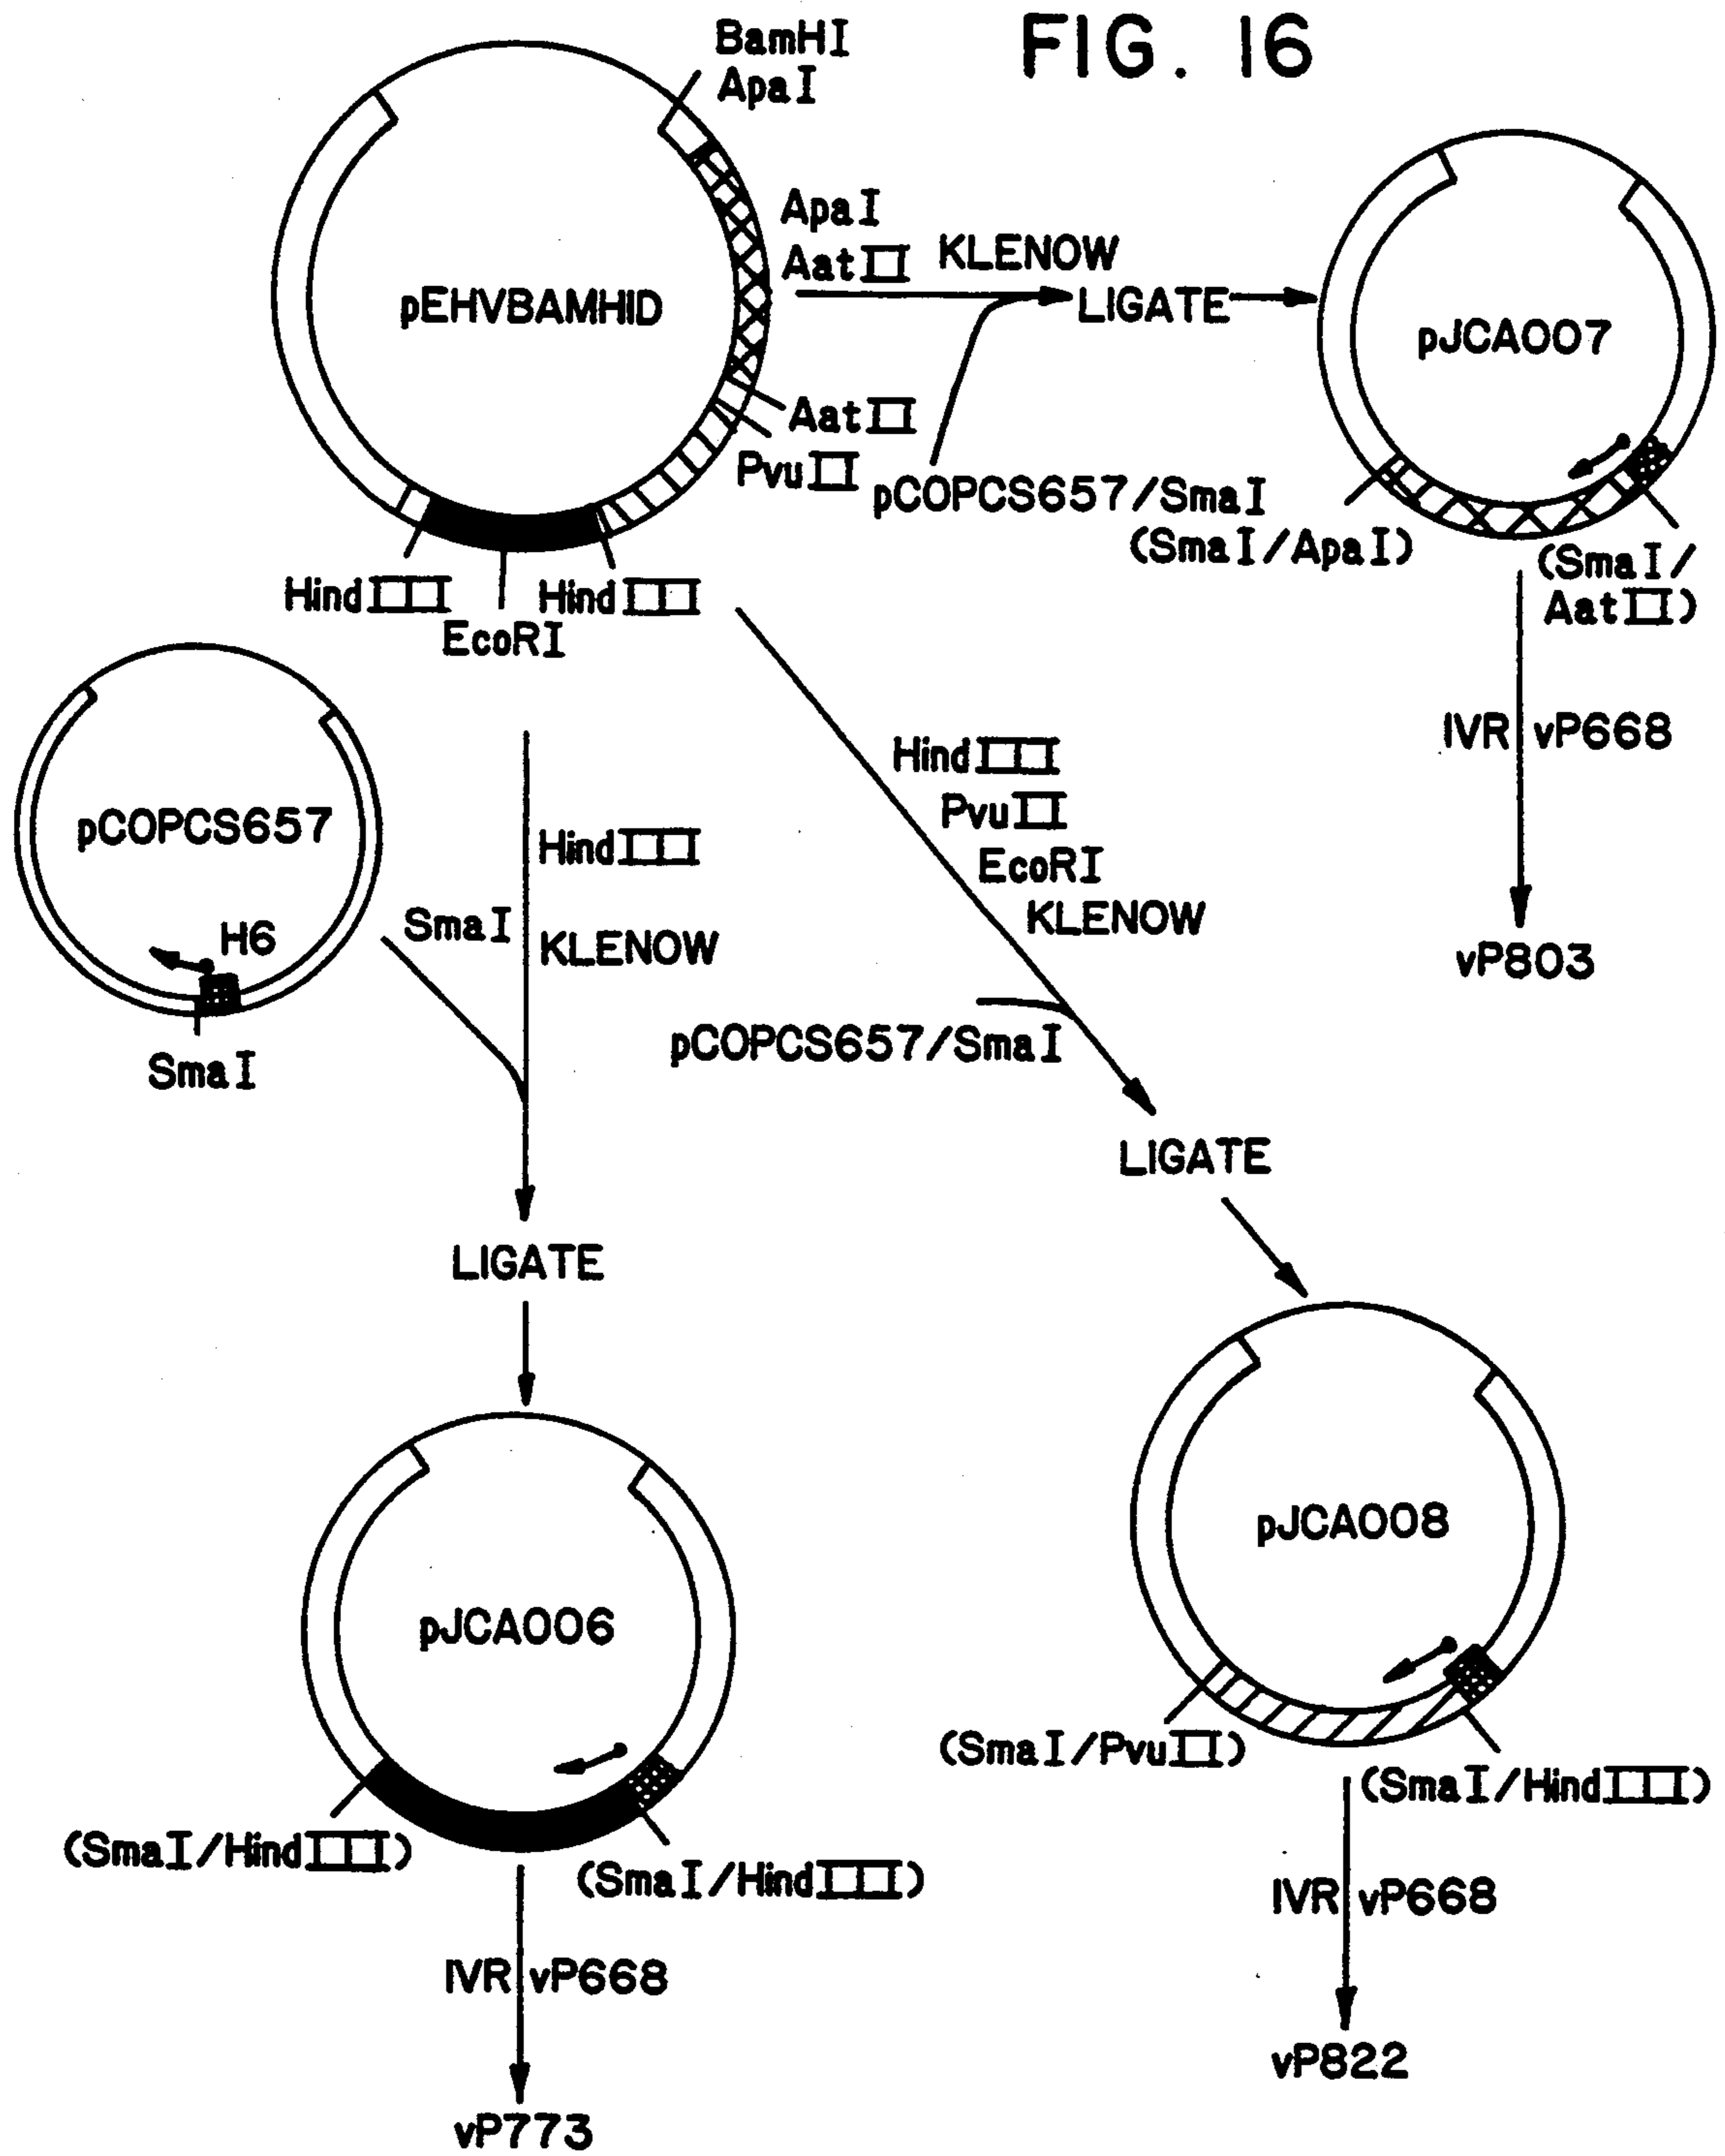 FIG. 16
BamHI
ApaI
pEHVBAMHID
ApaI
AatII
KLENOW
LIGATE
pJCA007
AatII
PvuII
pCOPCS657/SmaI
(SmaI/ApaI)
(SmaI/
AatII)
HindIII
EcoRI
HindIII
IVR vP668
vP803
pCOPCS657
H6
SmaI
SmaI
HindIII
KLENOW
HindIII
PvuII
EcoRI
KLENOW
pCOPCS657/SmaI
LIGATE
LIGATE
pJCA006
(SmaI/HindIII)
(SmaI/HindIII)
IVR vP668
vP773
pJCA008
(SmaI/PvuII)
(SmaI/HindIII)
IVR vP668
vP822